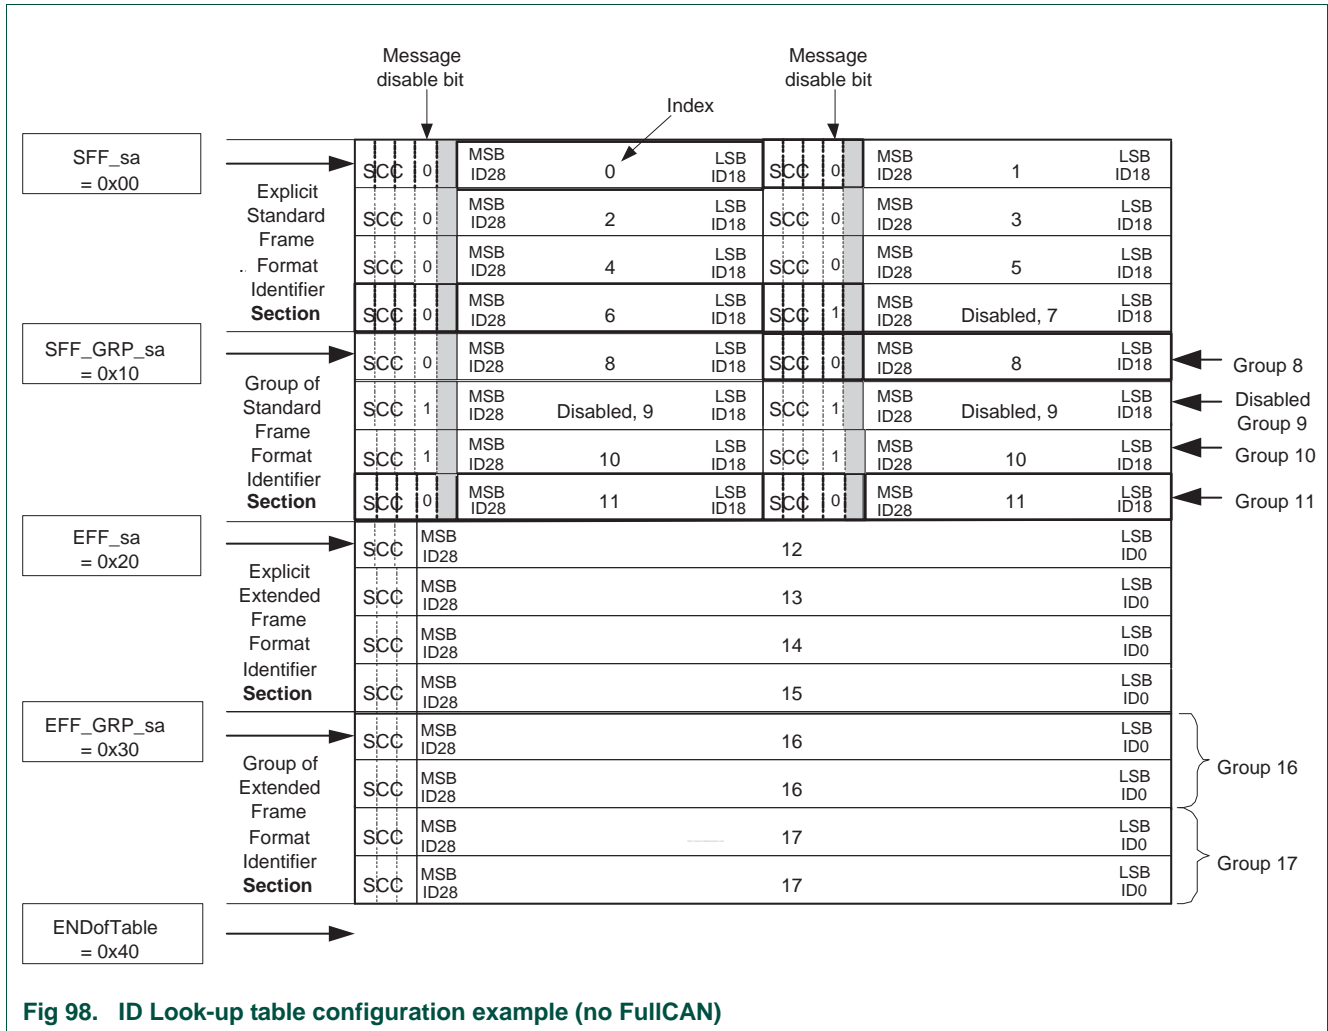 Message
disable bit
Message
disable bit
Index
SFF_sa
= 0x00
Explicit
Standard
Frame
.. Format
Identifier
Section
SCC 0 MSB ID28 0 LSB ID18 SCC 0 MSB ID28 1 LSB ID18
SCC 0 MSB ID28 2 LSB ID18 SCC 0 MSB ID28 3 LSB ID18
SCC 0 MSB ID28 4 LSB ID18 SCC 0 MSB ID28 5 LSB ID18
SCC 0 MSB ID28 6 LSB ID18 SCC 1 MSB ID28 Disabled, 7 LSB ID18
SFF_GRP_sa
= 0x10
Group of
Standard
Frame
Format
Identifier
Section
SCC 0 MSB ID28 8 LSB ID18 SCC 0 MSB ID28 8 LSB ID18
Group 8
SCC 1 MSB ID28 Disabled, 9 LSB ID18 SCC 1 MSB ID28 Disabled, 9 LSB ID18
Disabled
Group 9
SCC 1 MSB ID28 10 LSB ID18 SCC 1 MSB ID28 10 LSB ID18
Group 10
SCC 0 MSB ID28 11 LSB ID18 SCC 0 MSB ID28 11 LSB ID18
Group 11
EFF_sa
= 0x20
Explicit
Extended
Frame
Format
Identifier
Section
SCC MSB ID28 12 LSB ID0
SCC MSB ID28 13 LSB ID0
SCC MSB ID28 14 LSB ID0
SCC MSB ID28 15 LSB ID0
EFF_GRP_sa
= 0x30
Group of
Extended
Frame
Format
Identifier
Section
SCC MSB ID28 16 LSB ID0
SCC MSB ID28 16 LSB ID0
Group 16
SCC MSB ID28 17 LSB ID0
SCC MSB ID28 17 LSB ID0
Group 17
ENDofTable
= 0x40
Fig 98. ID Look-up table configuration example (no FullCAN)